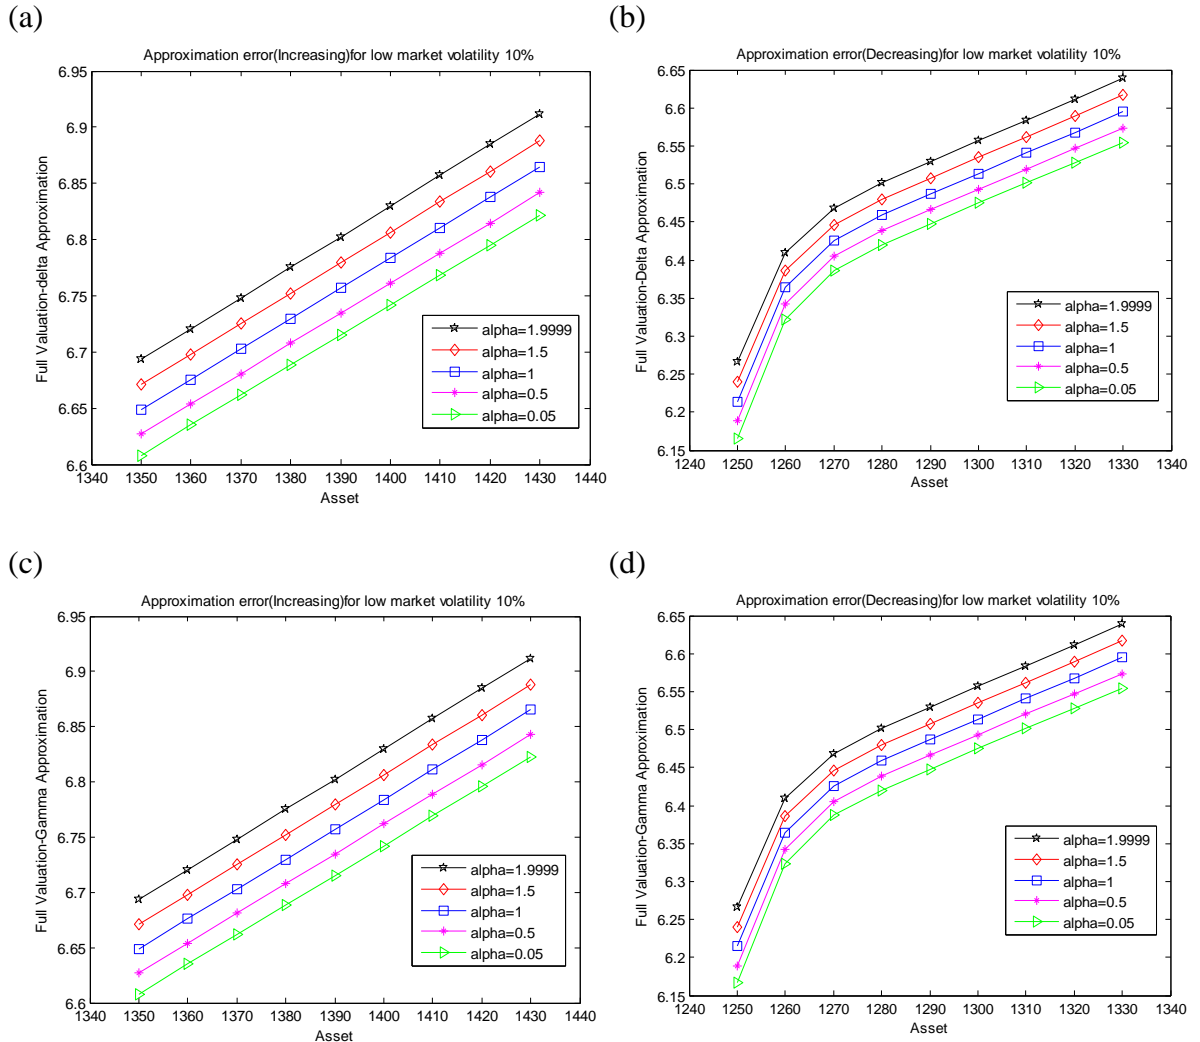 (a)
Approximation error(Increasing)for low market volatility 10%
6.95
6.9
6.85
6.8
6.75
6.7
6.65
6.6
Full Valuation-delta Approximation
alpha=1.9999
alpha=1.5
alpha=1
alpha=0.5
alpha=0.05
1340 1350 1360 1370 1380 1390 1400 1410 1420 1430 1440
Asset
(b)
Approximation error(Decreasing)for low market volatility 10%
6.65
6.6
6.55
6.5
6.45
6.4
6.35
6.3
6.25
6.2
6.15
Full Valuation-Delta Approximation
alpha=1.9999
alpha=1.5
alpha=1
alpha=0.5
alpha=0.05
1240 1250 1260 1270 1280 1290 1300 1310 1320 1330 1340
Asset
(c)
Approximation error(Increasing)for low market volatility 10%
6.95
6.9
6.85
6.8
6.75
6.7
6.65
6.6
Full Valuation-Gamma Approximation
alpha=1.9999
alpha=1.5
alpha=1
alpha=0.5
alpha=0.05
1340 1350 1360 1370 1380 1390 1400 1410 1420 1430 1440
Asset
(d)
Approximation error(Decreasing)for low market volatility 10%
6.65
6.6
6.55
6.5
6.45
6.4
6.35
6.3
6.25
6.2
6.15
Full Valuation-Gamma Approximation
alpha=1.9999
alpha=1.5
alpha=1
alpha=0.5
alpha=0.05
1240 1250 1260 1270 1280 1290 1300 1310 1320 1330 1340
Asset